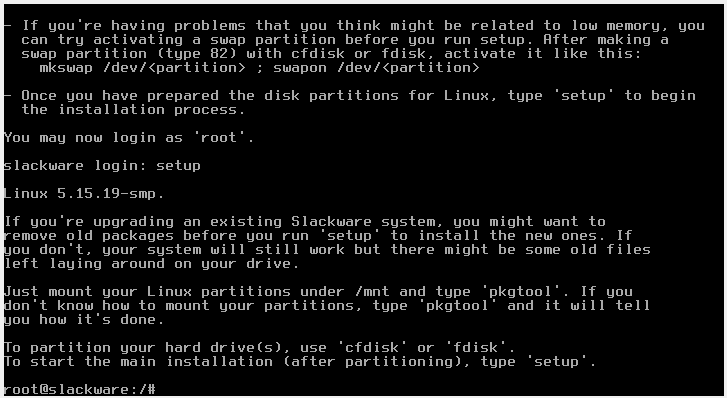 - If you're having problems that you think might be related to low memory, you
can try activating a swap partition before you run setup. After making a
swap partition (type 82) with cfdisk or fdisk, activate it like this:
mkswap /dev/<partition> ; swapon /dev/<partition>
- Once you have prepared the disk partitions for Linux, type 'setup' to begin
the installation process.
You may now login as 'root'.
slackware login: setup
Linux 5.15.19-smp.
If you're upgrading an existing Slackware system, you might want to
remove old packages before you run 'setup' to install the new ones. If
you don't, your system will still work but there might be some old files
left laying around on your drive.
Just mount your Linux partitions under /mnt and type 'pkgtool'. If you
don't know how to mount your partitions, type 'pkgtool' and it will tell
you how it's done.
To partition your hard drive(s), use 'cfdisk' or 'fdisk'.
To start the main installation (after partitioning), type 'setup'.
root@slackware:/#